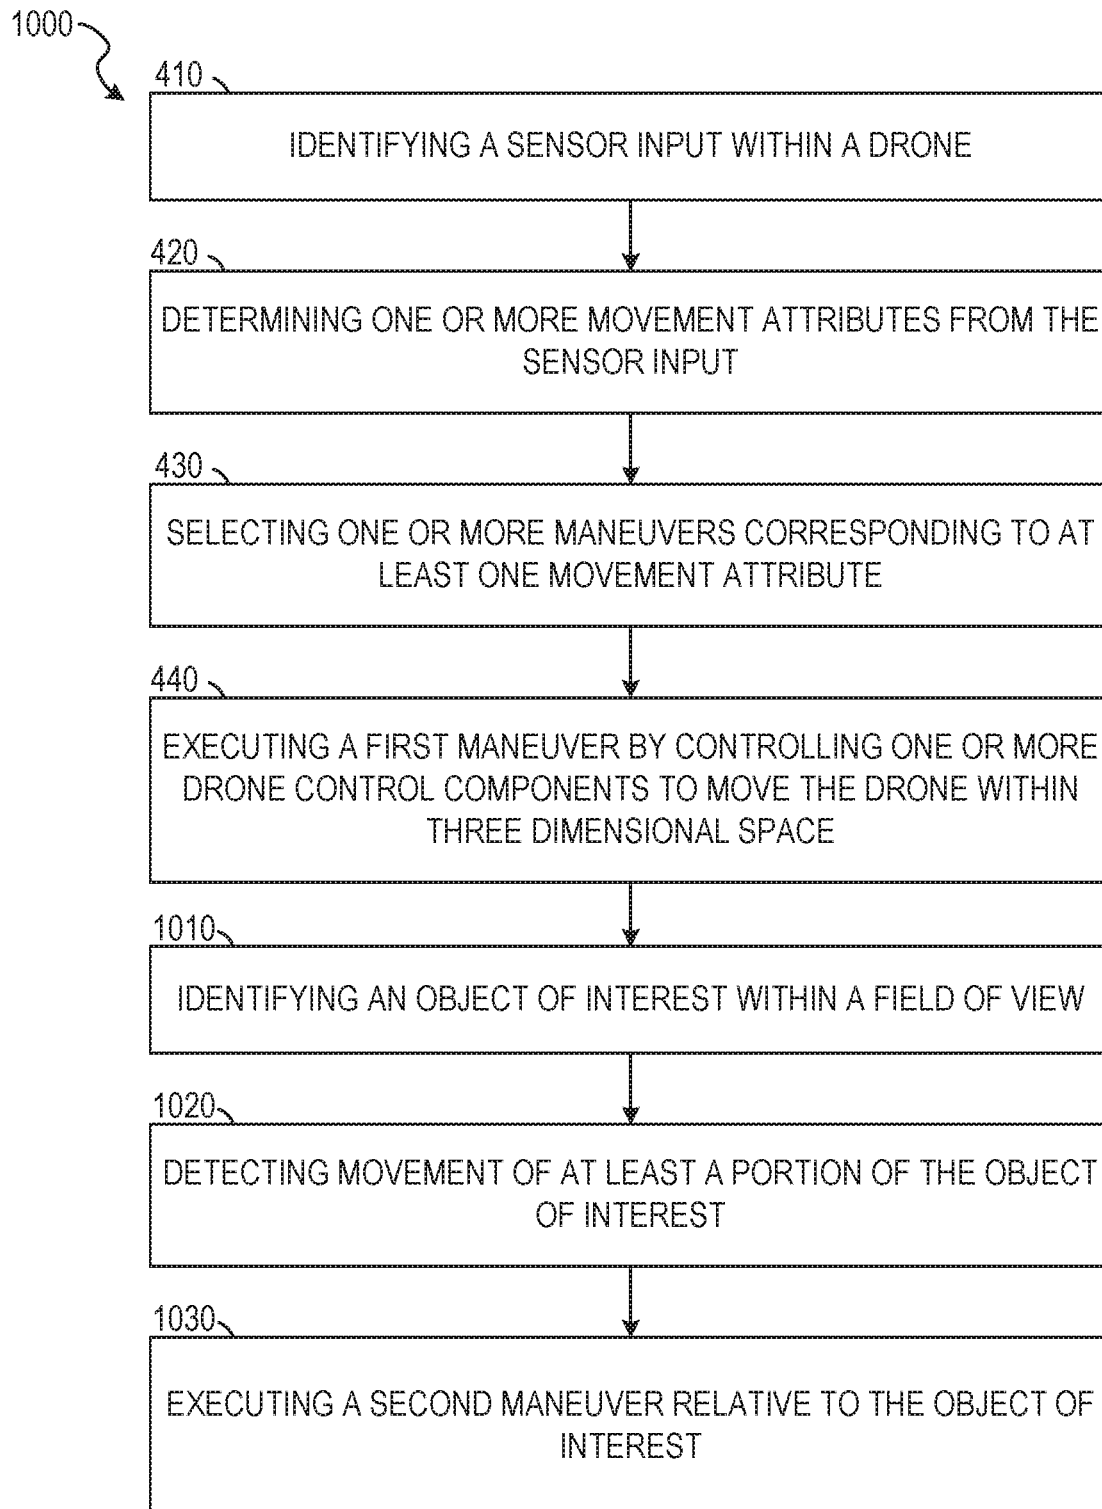 1000
410
IDENTIFYING A SENSOR INPUT WITHIN A DRONE
420
DETERMINING ONE OR MORE MOVEMENT ATTRIBUTES FROM THE
SENSOR INPUT
430
SELECTING ONE OR MORE MANEUVERS CORRESPONDING TO AT
LEAST ONE MOVEMENT ATTRIBUTE
440
EXECUTING A FIRST MANEUVER BY CONTROLLING ONE OR MORE
DRONE CONTROL COMPONENTS TO MOVE THE DRONE WITHIN
THREE DIMENSIONAL SPACE
1010
IDENTIFYING AN OBJECT OF INTEREST WITHIN A FIELD OF VIEW
1020
DETECTING MOVEMENT OF AT LEAST A PORTION OF THE OBJECT
OF INTEREST
1030
EXECUTING A SECOND MANEUVER RELATIVE TO THE OBJECT OF
INTEREST